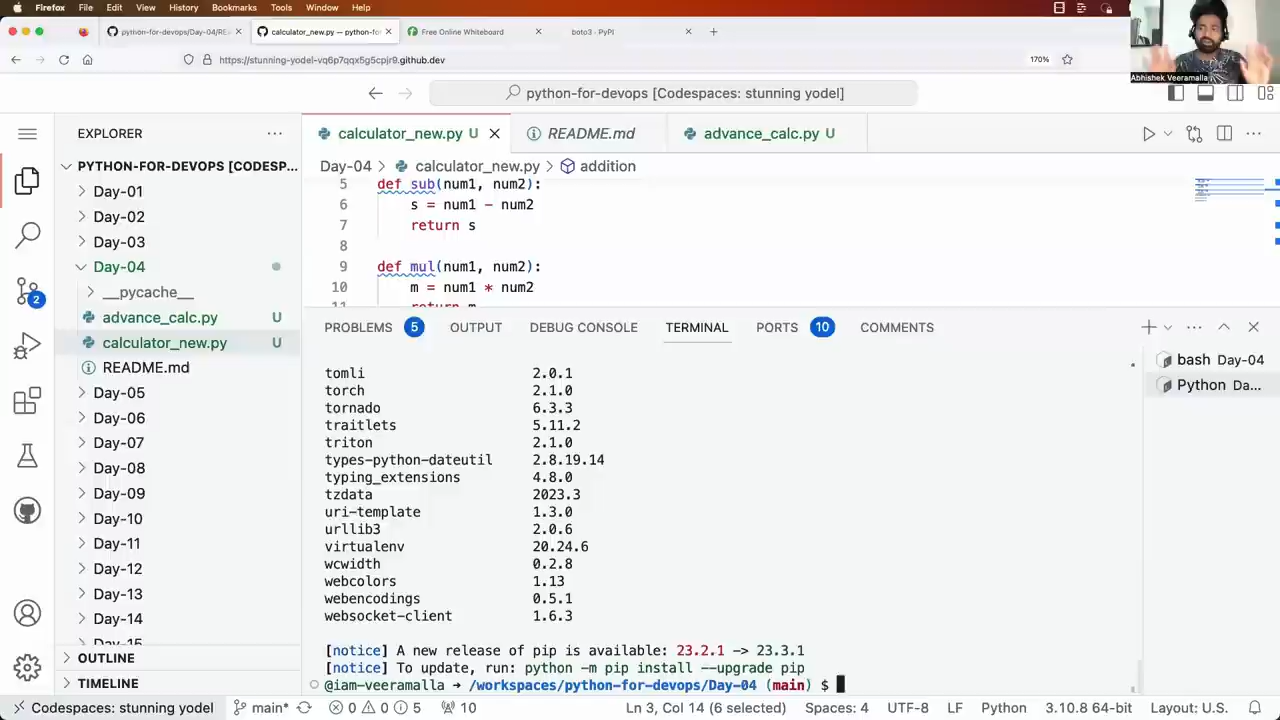 Firefox File Edit View History Bookmarks Tools Window Help
python-for-devops/Day-04/RE
calculator_new.py — python-for
Free Online Whiteboard
boto3 · PyPI
https://stunning-yodel-vq6p7qqx5g5cpjr9.github.dev
170%
Abhishek Veeramalla
python-for-devops [Codespaces: stunning yodel]
EXPLORER
calculator_new.py U
README.md
advance_calc.py U
PYTHON-FOR-DEVOPS [CODESP...
Day-04 > calculator_new.py > addition
Day-01
Day-02
Day-03
Day-04
__pycache__
advance_calc.py U
calculator_new.py U
README.md
Day-05
Day-06
Day-07
Day-08
Day-09
Day-10
Day-11
Day-12
Day-13
Day-14
Day-15
OUTLINE
TIMELINE
2
5 def sub(num1, num2):
6 s = num1 - num2
7 return s
8
9 def mul(num1, num2):
10 m = num1 * num2
11 return m
PROBLEMS 5 OUTPUT DEBUG CONSOLE TERMINAL PORTS 10 COMMENTS
bash Day-04
Python Da...
tomli 2.0.1
torch 2.1.0
tornado 6.3.3
traitlets 5.11.2
triton 2.1.0
types-python-dateutil 2.8.19.14
typing_extensions 4.8.0
tzdata 2023.3
uri-template 1.3.0
urllib3 2.0.6
virtualenv 20.24.6
wcwidth 0.2.8
webcolors 1.13
webencodings 0.5.1
websocket-client 1.6.3
[notice] A new release of pip is available: 23.2.1 -> 23.3.1
[notice] To update, run: python -m pip install --upgrade pip
@iam-veeramalla → /workspaces/python-for-devops/Day-04 (main) $
Codespaces: stunning yodel main* 0 0 5 10 Ln 3, Col 14 (6 selected) Spaces: 4 UTF-8 LF Python 3.10.8 64-bit Layout: U.S.